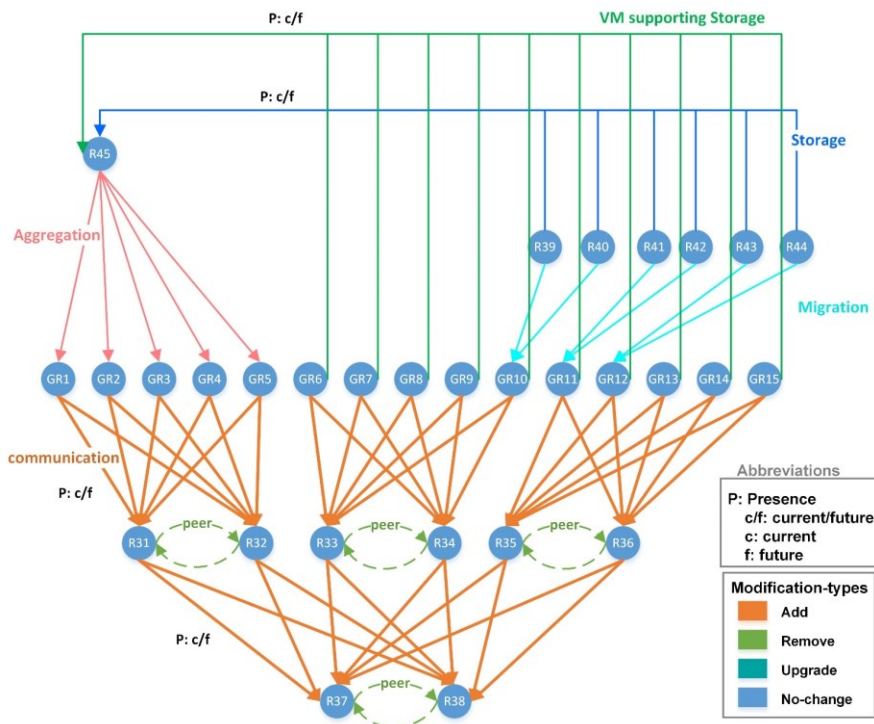 P: c/f
VM supporting Storage
P: c/f
Storage
R45
Aggregation
R39 R40 R41 R42 R43 R44
Migration
GR1 GR2 GR3 GR4 GR5 GR6 GR7 GR8 GR9 GR10 GR11 GR12 GR13 GR14 GR15
communication
P: c/f
Abbreviations
P: Presence
c/f: current/future
c: current
f: future
peer peer peer
R31 R32 R33 R34 R35 R36
Modification-types
Add
Remove
Upgrade
No-change
P: c/f
peer
R37 R38